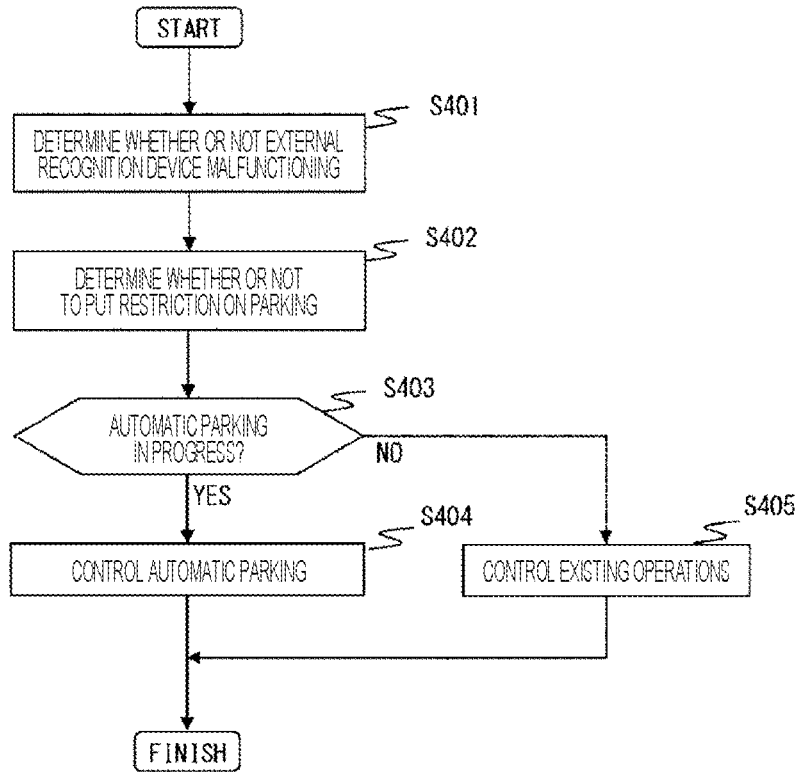 START
S401
DETERMINE WHETHER OR NOT EXTERNAL
RECOGNITION DEVICE MALFUNCTIONING
S402
DETERMINE WHETHER OR NOT
TO PUT RESTRICTION ON PARKING
S403
AUTOMATIC PARKING
IN PROGRESS?
NO
YES
S404
CONTROL AUTOMATIC PARKING
S405
CONTROL EXISTING OPERATIONS
FINISH